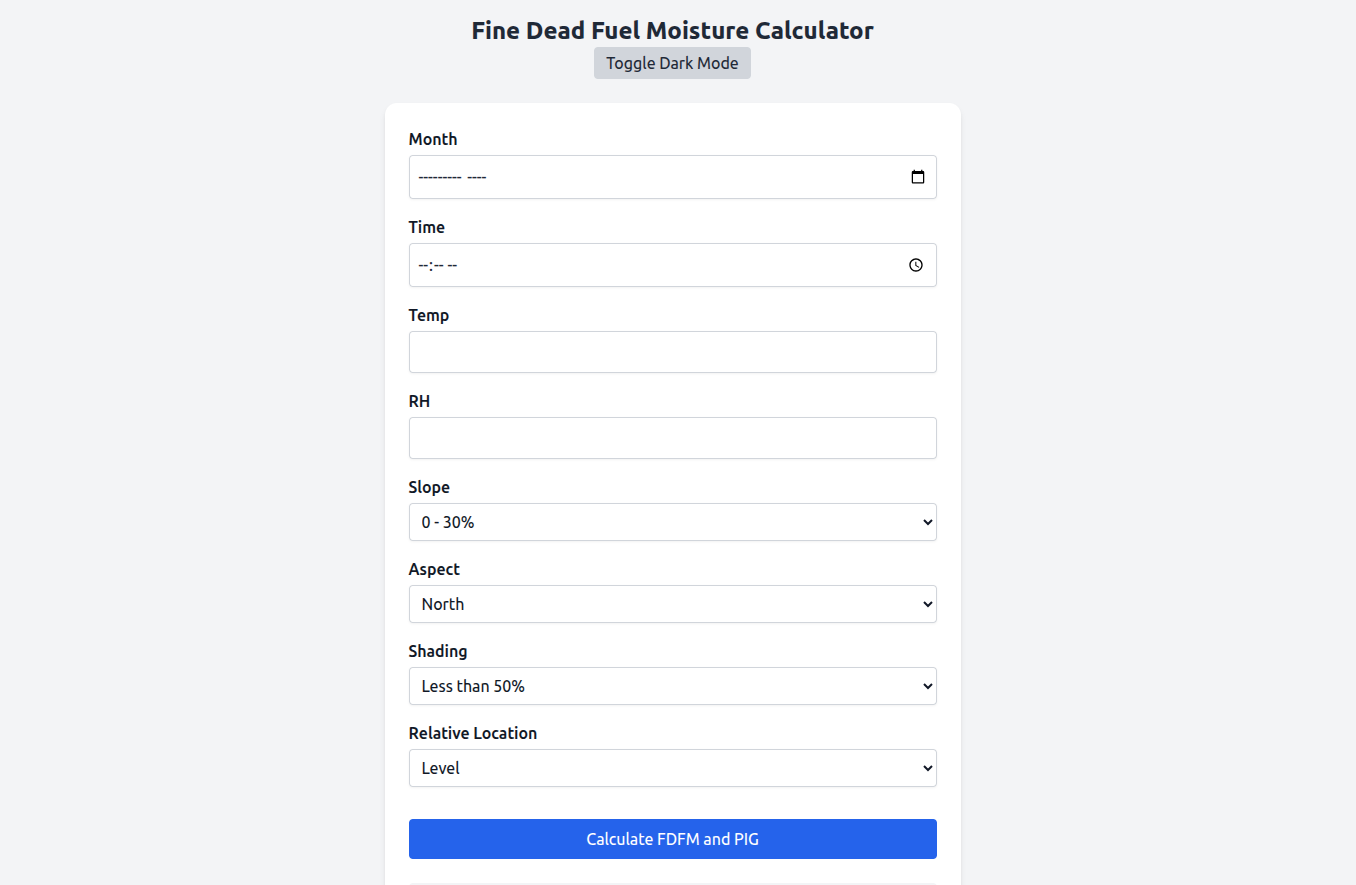 Fine Dead Fuel Moisture Calculator
Toggle Dark Mode
Month
--------- ----
Time
--:-- --
Temp
RH
Slope
0 - 30%
Aspect
North
Shading
Less than 50%
Relative Location
Level
Calculate FDFM and PIG